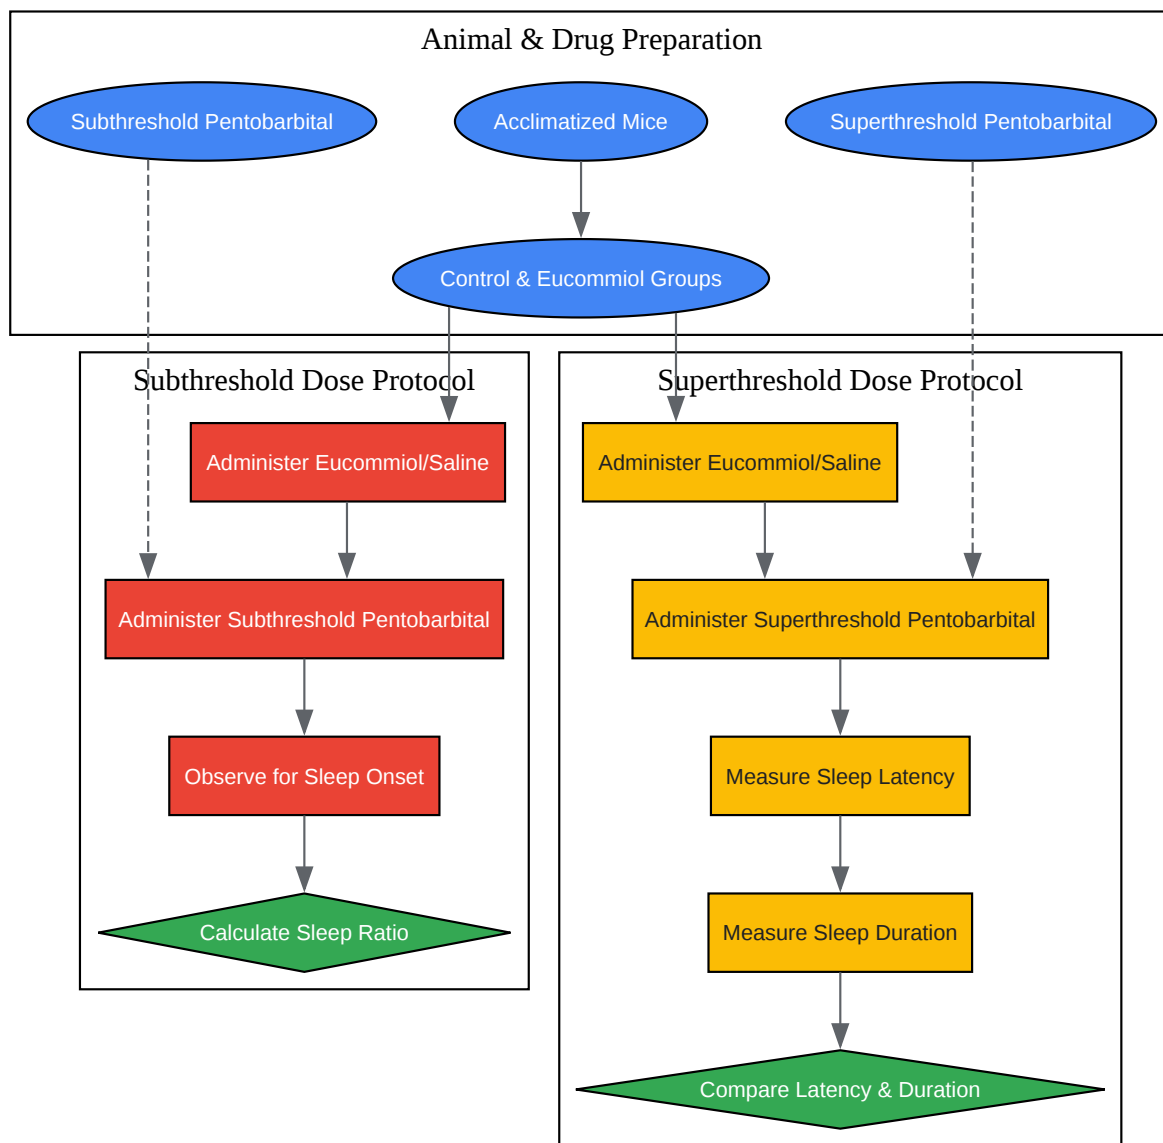 Animal & Drug Preparation
Subthreshold Pentobarbital
Acclimatized Mice
Superthreshold Pentobarbital
Control & Eucommiol Groups
Subthreshold Dose Protocol
Administer Eucommiol/Saline
Administer Subthreshold Pentobarbital
Observe for Sleep Onset
Calculate Sleep Ratio
Superthreshold Dose Protocol
Administer Eucommiol/Saline
Administer Superthreshold Pentobarbital
Measure Sleep Latency
Measure Sleep Duration
Compare Latency & Duration